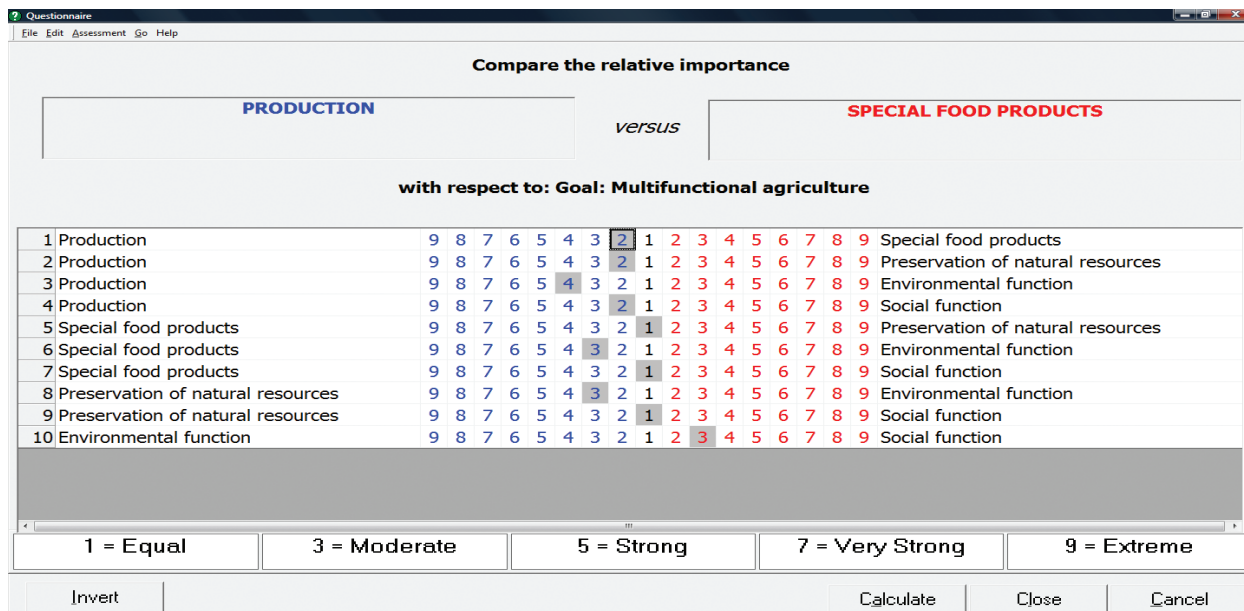 ? Questionnaire
File Edit Assessment Go Help
Compare the relative importance
PRODUCTION
versus
SPECIAL FOOD PRODUCTS
with respect to: Goal: Multifunctional agriculture
1 Production 9 8 7 6 5 4 3 2 1 2 3 4 5 6 7 8 9 Special food products
2 Production 9 8 7 6 5 4 3 2 1 2 3 4 5 6 7 8 9 Preservation of natural resources
3 Production 9 8 7 6 5 4 3 2 1 2 3 4 5 6 7 8 9 Environmental function
4 Production 9 8 7 6 5 4 3 2 1 2 3 4 5 6 7 8 9 Social function
5 Special food products 9 8 7 6 5 4 3 2 1 2 3 4 5 6 7 8 9 Preservation of natural resources
6 Special food products 9 8 7 6 5 4 3 2 1 2 3 4 5 6 7 8 9 Environmental function
7 Special food products 9 8 7 6 5 4 3 2 1 2 3 4 5 6 7 8 9 Social function
8 Preservation of natural resources 9 8 7 6 5 4 3 2 1 2 3 4 5 6 7 8 9 Environmental function
9 Preservation of natural resources 9 8 7 6 5 4 3 2 1 2 3 4 5 6 7 8 9 Social function
10 Environmental function 9 8 7 6 5 4 3 2 1 2 3 4 5 6 7 8 9 Social function
1 = Equal 3 = Moderate 5 = Strong 7 = Very Strong 9 = Extreme
Invert Calculate Close Cancel